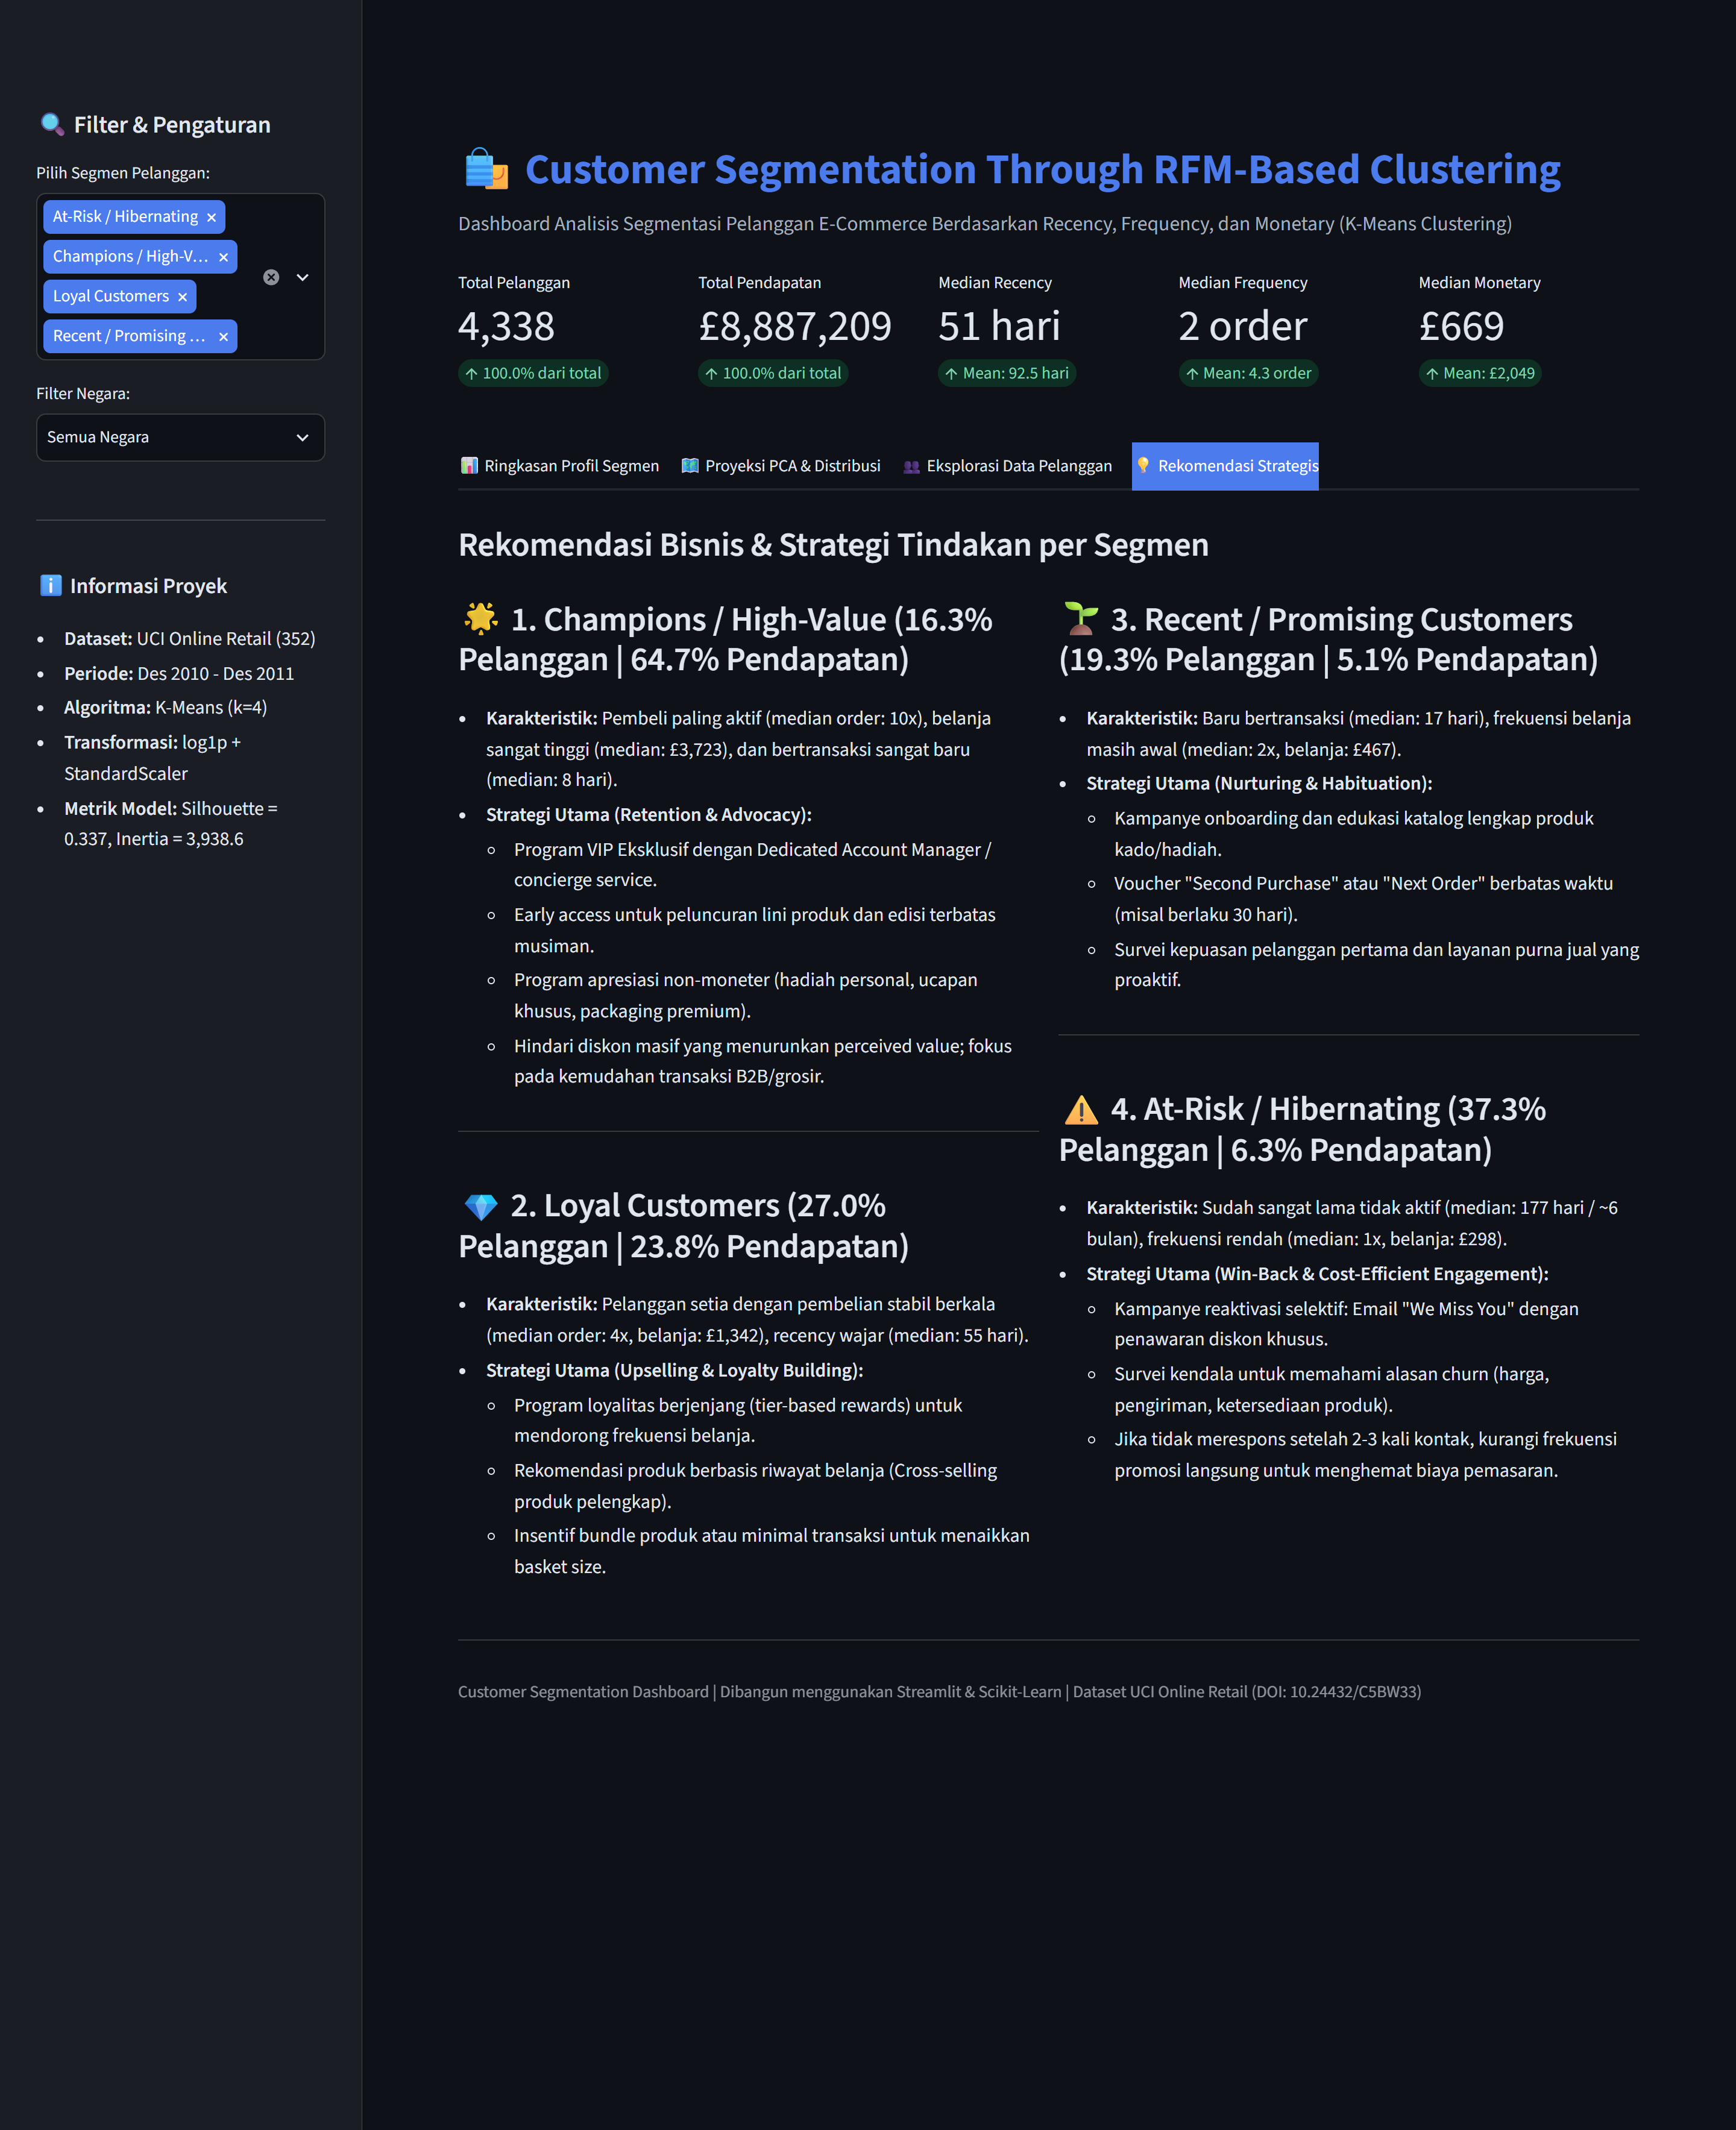 Filter & Pengaturan
Pilih Segmen Pelanggan:
At-Risk / Hibernating
Champions / High-V...
Loyal Customers
Recent / Promising ...
Filter Negara:
Semua Negara
Informasi Proyek
Dataset: UCI Online Retail (352)
Periode: Des 2010 - Des 2011
Algoritma: K-Means (k=4)
Transformasi: log1p +
StandardScaler
Metrik Model: Silhouette =
0.337, Inertia = 3,938.6
Customer Segmentation Through RFM-Based Clustering
Dashboard Analisis Segmentasi Pelanggan E-Commerce Berdasarkan Recency, Frequency, dan Monetary (K-Means Clustering)
Total Pelanggan
4,338
↑ 100.0% dari total
Total Pendapatan
£8,887,209
↑ 100.0% dari total
Median Recency
51 hari
↑ Mean: 92.5 hari
Median Frequency
2 order
↑ Mean: 4.3 order
Median Monetary
£669
↑ Mean: £2,049
Ringkasan Profil Segmen
Proyeksi PCA & Distribusi
Eksplorasi Data Pelanggan
Rekomendasi Strategis
Rekomendasi Bisnis & Strategi Tindakan per Segmen
1. Champions / High-Value (16.3%
Pelanggan | 64.7% Pendapatan)
Karakteristik: Pembeli paling aktif (median order: 10x), belanja
sangat tinggi (median: £3,723), dan bertransaksi sangat baru
(median: 8 hari).
Strategi Utama (Retention & Advocacy):
Program VIP Eksklusif dengan Dedicated Account Manager /
concierge service.
Early access untuk peluncuran lini produk dan edisi terbatas
musiman.
Program apresiasi non-moneter (hadiah personal, ucapan
khusus, packaging premium).
Hindari diskon masif yang menurunkan perceived value; fokus
pada kemudahan transaksi B2B/grosir.
2. Loyal Customers (27.0%
Pelanggan | 23.8% Pendapatan)
Karakteristik: Pelanggan setia dengan pembelian stabil berkala
(median order: 4x, belanja: £1,342), recency wajar (median: 55 hari).
Strategi Utama (Upselling & Loyalty Building):
Program loyalitas berjenjang (tier-based rewards) untuk
mendorong frekuensi belanja.
Rekomendasi produk berbasis riwayat belanja (Cross-selling
produk pelengkap).
Insentif bundle produk atau minimal transaksi untuk menaikkan
basket size.
3. Recent / Promising Customers
(19.3% Pelanggan | 5.1% Pendapatan)
Karakteristik: Baru bertransaksi (median: 17 hari), frekuensi belanja
masih awal (median: 2x, belanja: £467).
Strategi Utama (Nurturing & Habituation):
Kampanye onboarding dan edukasi katalog lengkap produk
kado/hadiah.
Voucher "Second Purchase" atau "Next Order" berbatas waktu
(misal berlaku 30 hari).
Survei kepuasan pelanggan pertama dan layanan purna jual yang
proaktif.
4. At-Risk / Hibernating (37.3%
Pelanggan | 6.3% Pendapatan)
Karakteristik: Sudah sangat lama tidak aktif (median: 177 hari / ~6
bulan), frekuensi rendah (median: 1x, belanja: £298).
Strategi Utama (Win-Back & Cost-Efficient Engagement):
Kampanye reaktivasi selektif: Email "We Miss You" dengan
penawaran diskon khusus.
Survei kendala untuk memahami alasan churn (harga,
pengiriman, ketersediaan produk).
Jika tidak merespons setelah 2-3 kali kontak, kurangi frekuensi
promosi langsung untuk menghemat biaya pemasaran.
Customer Segmentation Dashboard | Dibangun menggunakan Streamlit & Scikit-Learn | Dataset UCI Online Retail (DOI: 10.24432/C5BW33)